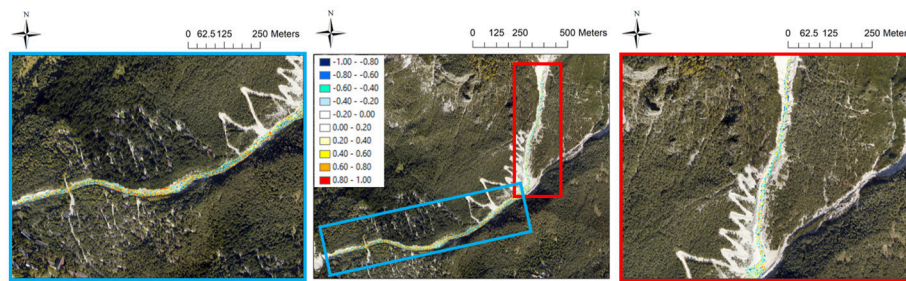 N
0 62.5 125 250 Meters
N
0 125 250 500 Meters
-1.00 - -0.80
-0.80 - -0.60
-0.60 - -0.40
-0.40 - -0.20
-0.20 - 0.00
0.00 - 0.20
0.20 - 0.40
0.40 - 0.60
0.60 - 0.80
0.80 - 1.00
N
0 62.5 125 250 Meters